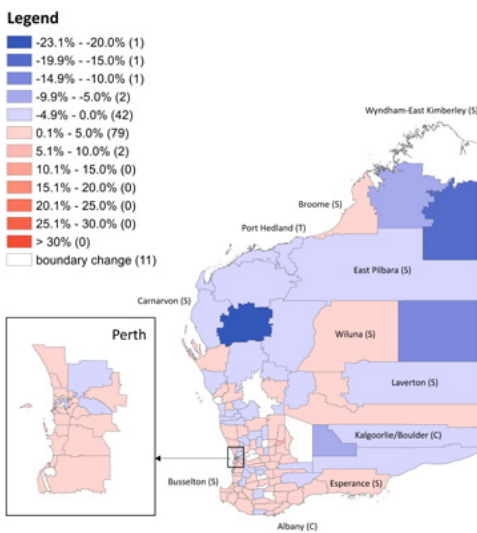 Legend
-23.1% - -20.0% (1)
-19.9% - -15.0% (1)
-14.9% - -10.0% (1)
-9.9% - -5.0% (2)
-4.9% - 0.0% (42)
0.1% - 5.0% (79)
5.1% - 10.0% (2)
10.1% - 15.0% (0)
15.1% - 20.0% (0)
20.1% - 25.0% (0)
25.1% - 30.0% (0)
> 30% (0)
boundary change (11)
Wyndham-East Kimberley (S)
Broome (S)
Port Hedland (T)
East Pilbara (S)
Carnarvon (S)
Perth
Wiluna (S)
Laverton (S)
Kalgoorlie/Boulder (C)
Busselton (S)
Esperance (S)
Albany (C)